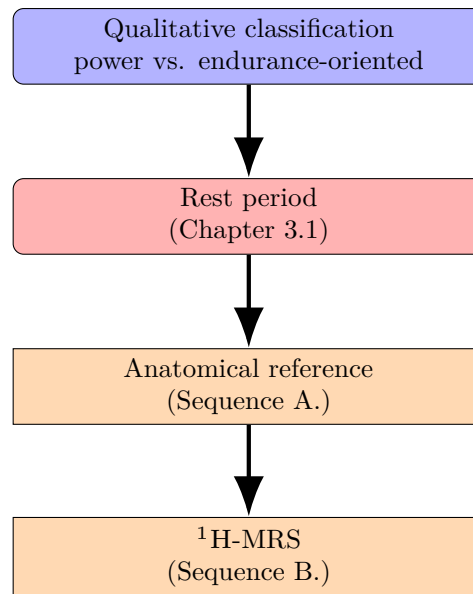 Qualitative classification
power vs. endurance-oriented
Rest period
(Chapter 3.1)
Anatomical reference
(Sequence A.)
¹H-MRS
(Sequence B.)